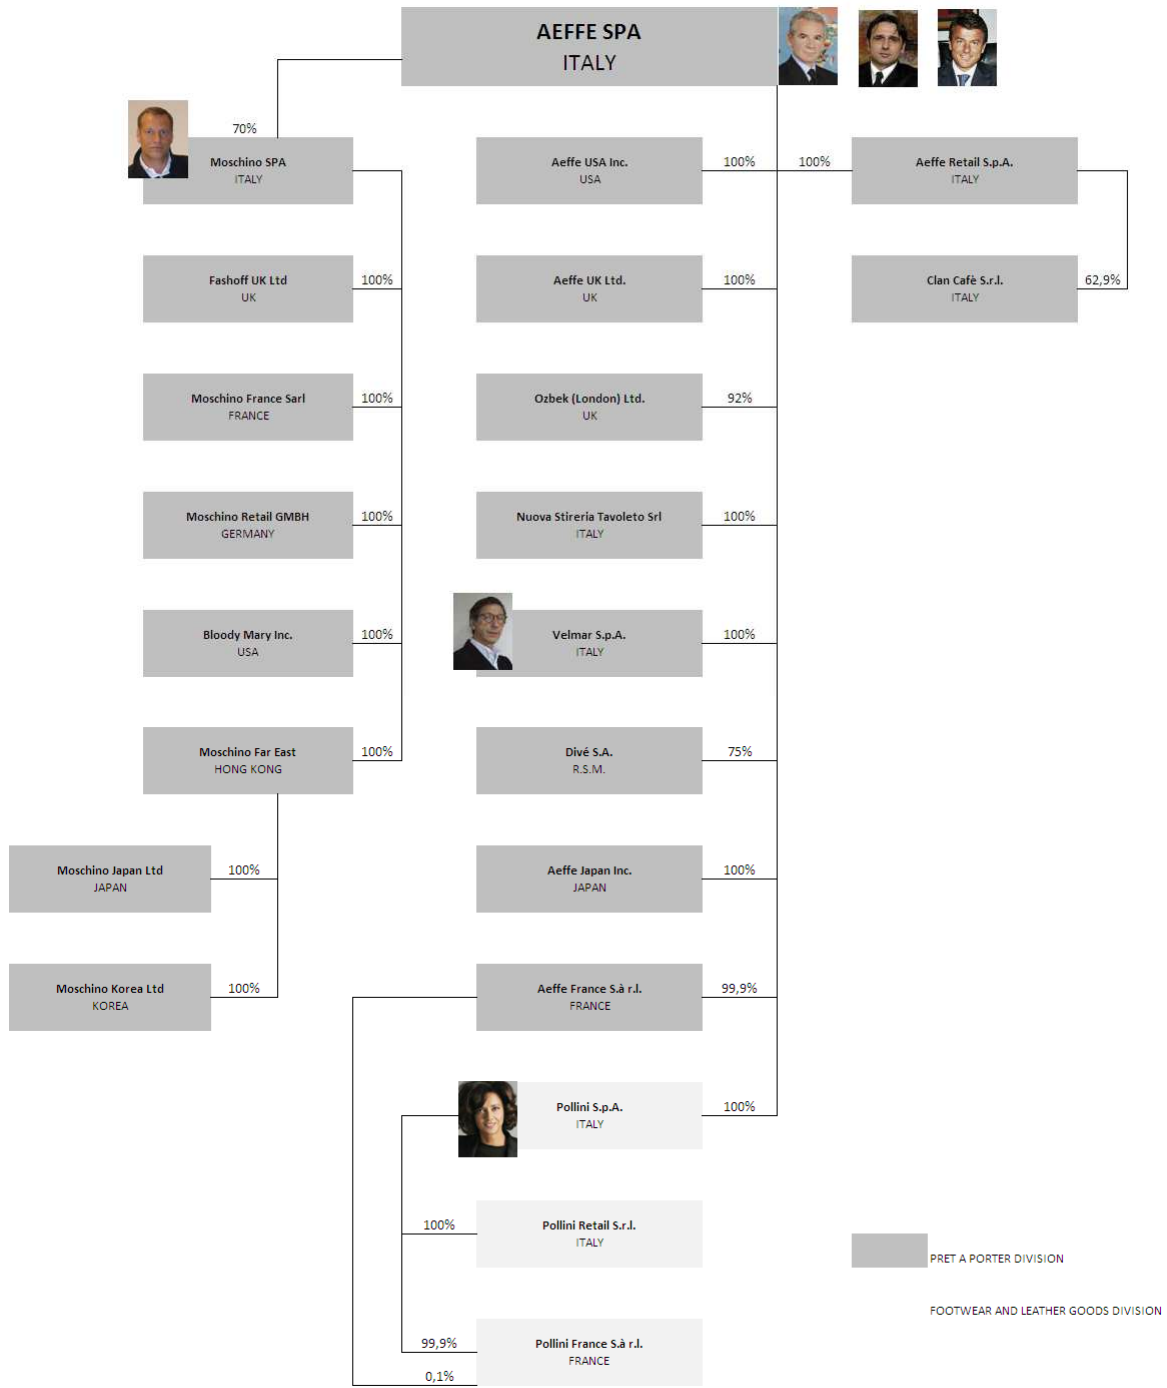 AEFFE SPA
ITALY
70%
Moschino SPA
ITALY
Aeffe USA Inc.
USA
100%
100%
Aeffe Retail S.p.A.
ITALY
Fashoff UK Ltd
UK
100%
Aeffe UK Ltd.
UK
100%
Clan Cafè S.r.l.
ITALY
62,9%
Moschino France Sarl
FRANCE
100%
Ozbek (London) Ltd.
UK
92%
Moschino Retail GMBH
GERMANY
100%
Nuova Stireria Tavoleto Srl
ITALY
100%
Bloody Mary Inc.
USA
100%
Velmar S.p.A.
ITALY
100%
Moschino Far East
HONG KONG
100%
Divé S.A.
R.S.M.
75%
Moschino Japan Ltd
JAPAN
100%
Aeffe Japan Inc.
JAPAN
100%
Moschino Korea Ltd
KOREA
100%
Aeffe France S.à r.l.
FRANCE
99,9%
Pollini S.p.A.
ITALY
100%
100%
Pollini Retail S.r.l.
ITALY
PRET A PORTER DIVISION
FOOTWEAR AND LEATHER GOODS DIVISION
99,9%
Pollini France S.à r.l.
FRANCE
0,1%